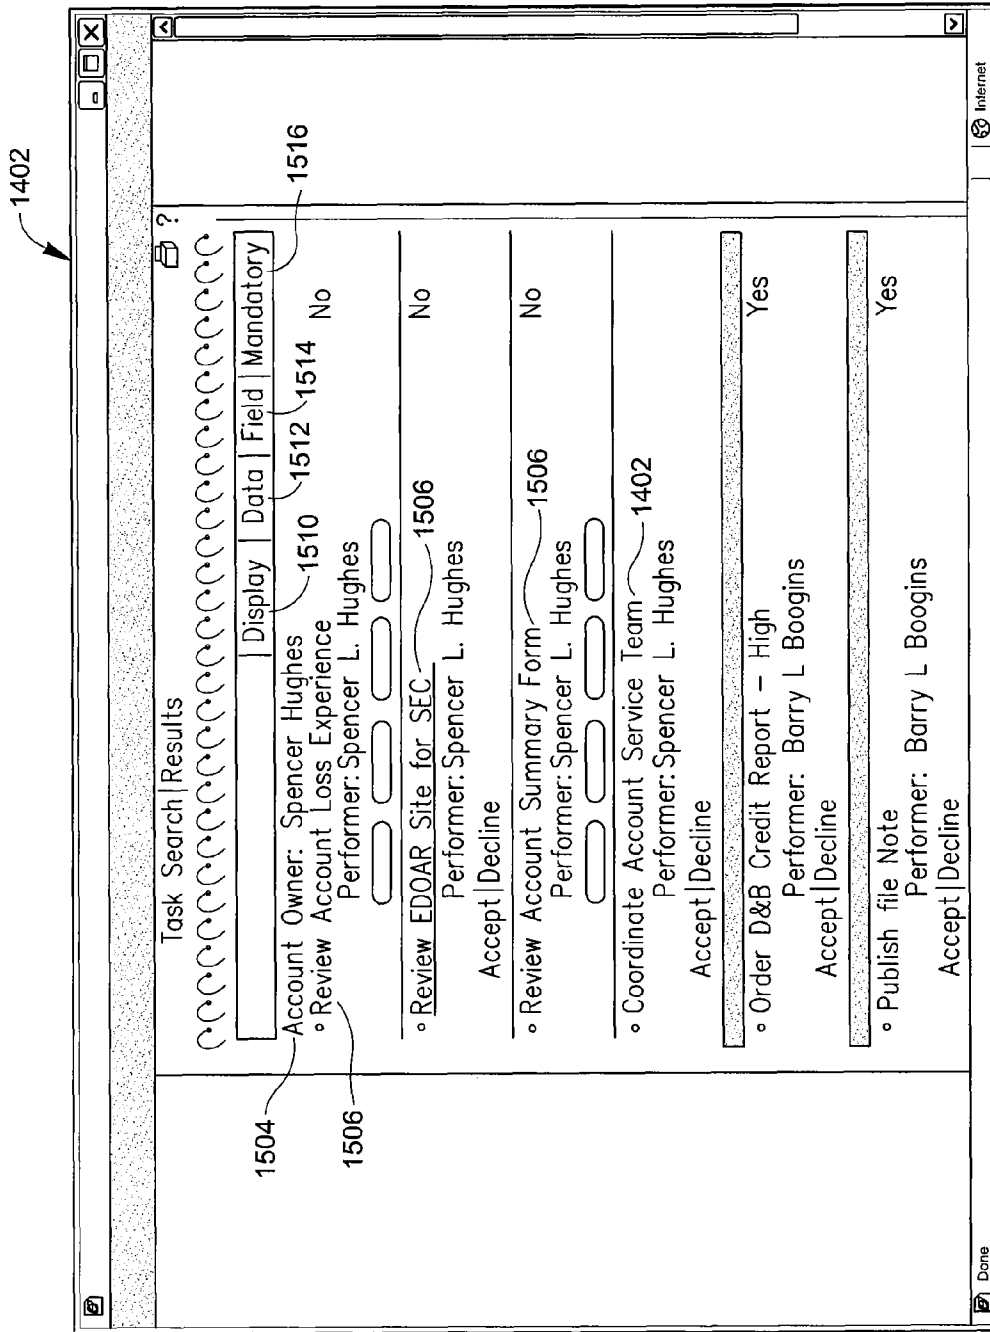 1402
Task Search | Results
?
| Display | Data | Field | Mandatory
1516
1514
1512
1510
1504
Account Owner: Spencer Hughes
Review Account Loss Experience
No
1506
Performer: Spencer L. Hughes
Review EDOAR Site for SEC
1506
No
Performer: Spencer L. Hughes
Accept | Decline
Review Account Summary Form
1506
No
Performer: Spencer L. Hughes
Coordinate Account Service Team
1402
Performer: Spencer L. Hughes
Accept | Decline
Order D&B Credit Report – High
Yes
Performer: Barry L Boogins
Accept | Decline
Publish file Note
Yes
Performer: Barry L Boogins
Accept | Decline
Done
Internet